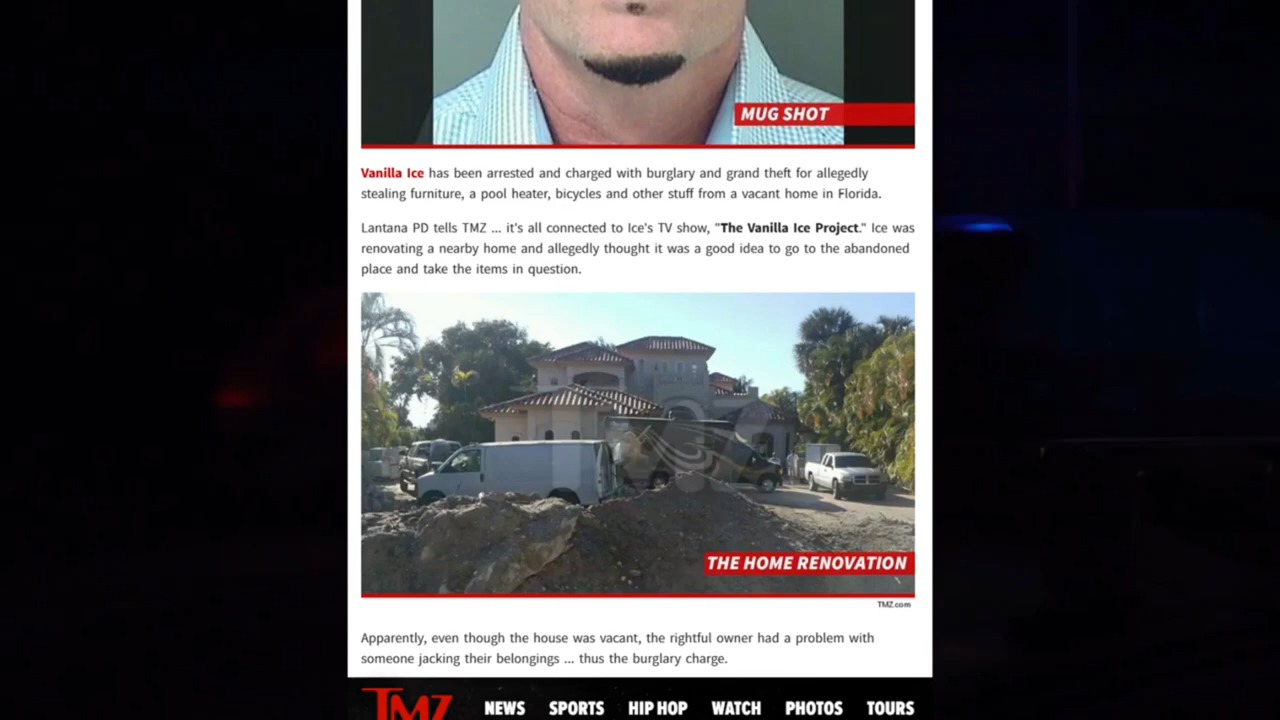 MUG SHOT
Vanilla Ice has been arrested and charged with burglary and grand theft for allegedly
stealing furniture, a pool heater, bicycles and other stuff from a vacant home in Florida.
Lantana PD tells TMZ ... it's all connected to Ice's TV show, "The Vanilla Ice Project." Ice was
renovating a nearby home and allegedly thought it was a good idea to go to the abandoned
place and take the items in question.
TMZ
THE HOME RENOVATION
TMZ.com
Apparently, even though the house was vacant, the rightful owner had a problem with
someone jacking their belongings ... thus the burglary charge.
TMZ NEWS SPORTS HIP HOP WATCH PHOTOS TOURS